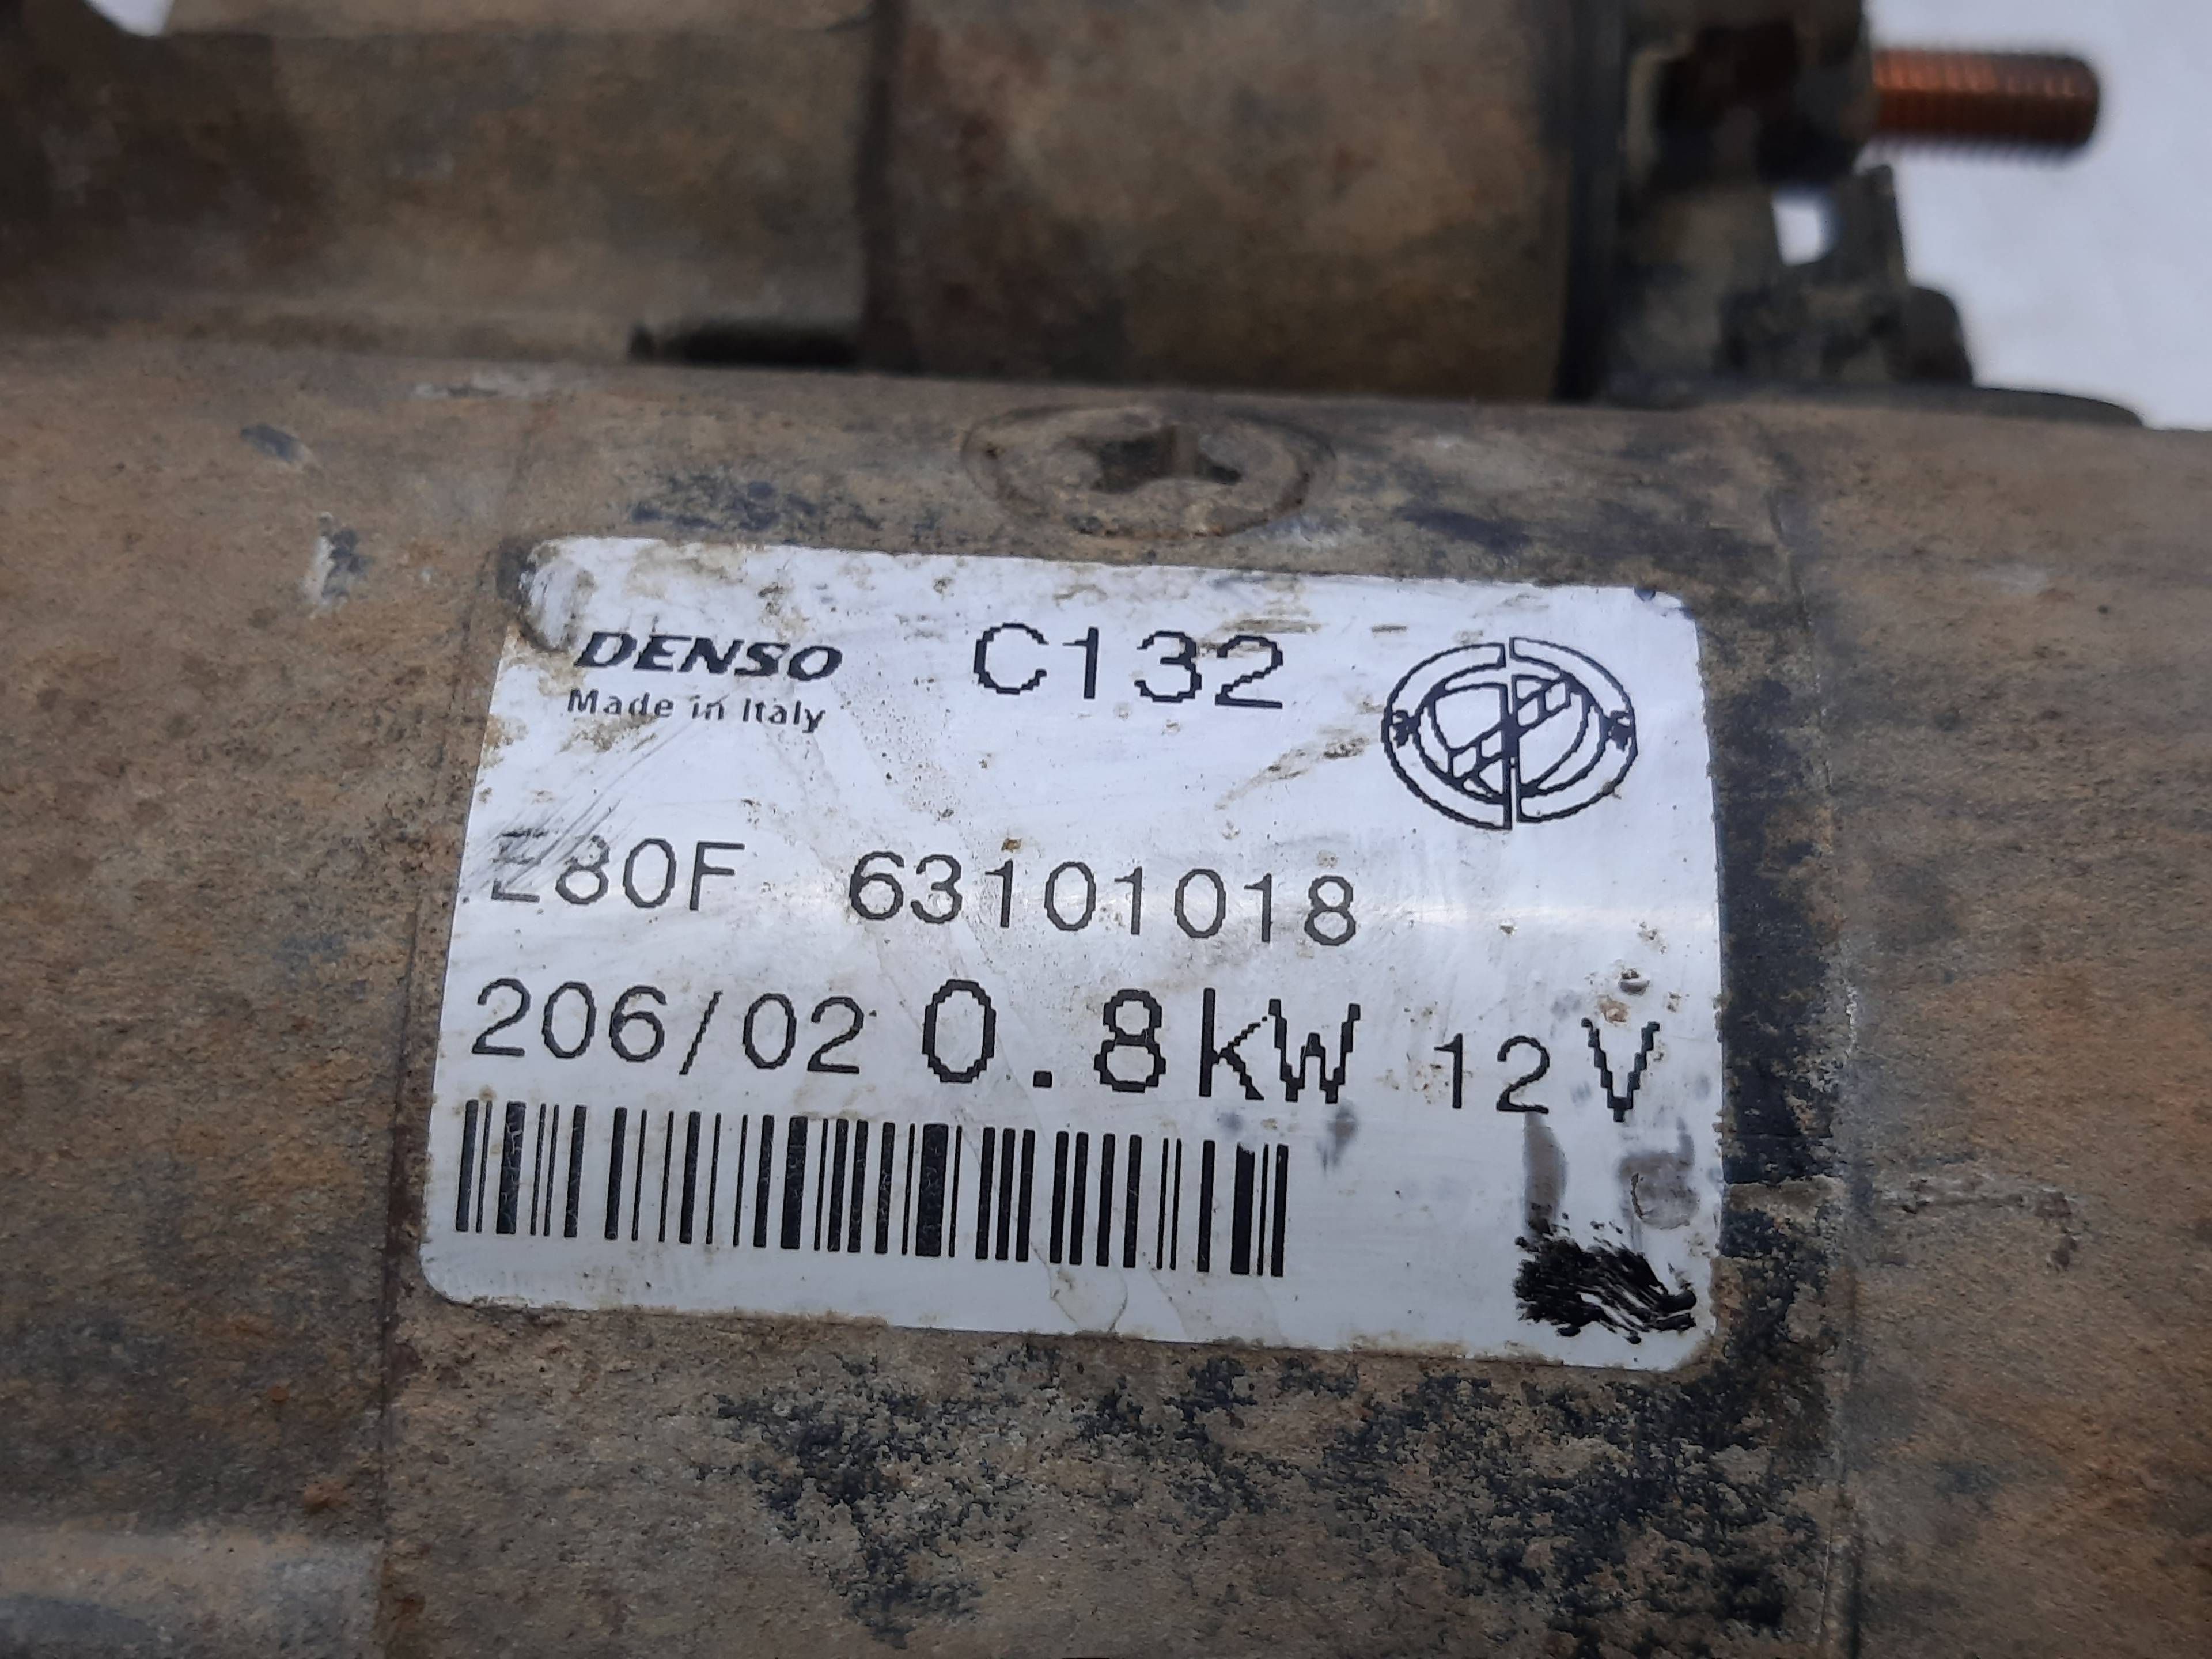 DENSO C132
Made in Italy
E80F 63101018
206/02 0.8kW 12V